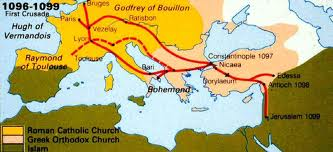 1096-1099
First Crusade
Godfrey of Bouillon
Bruges
Hugh of
Vermandois
Paris
Ratisbon
Vezelay
Lyon
Raymond
of Toulouse
Toulouse
Constantinople 1097
Nicaea
Bari
Bohemond
Dorylaeum
Edessa
Antioch 1098
Jerusalem 1099
Roman Catholic Church
Greek Orthodox Church
Islam